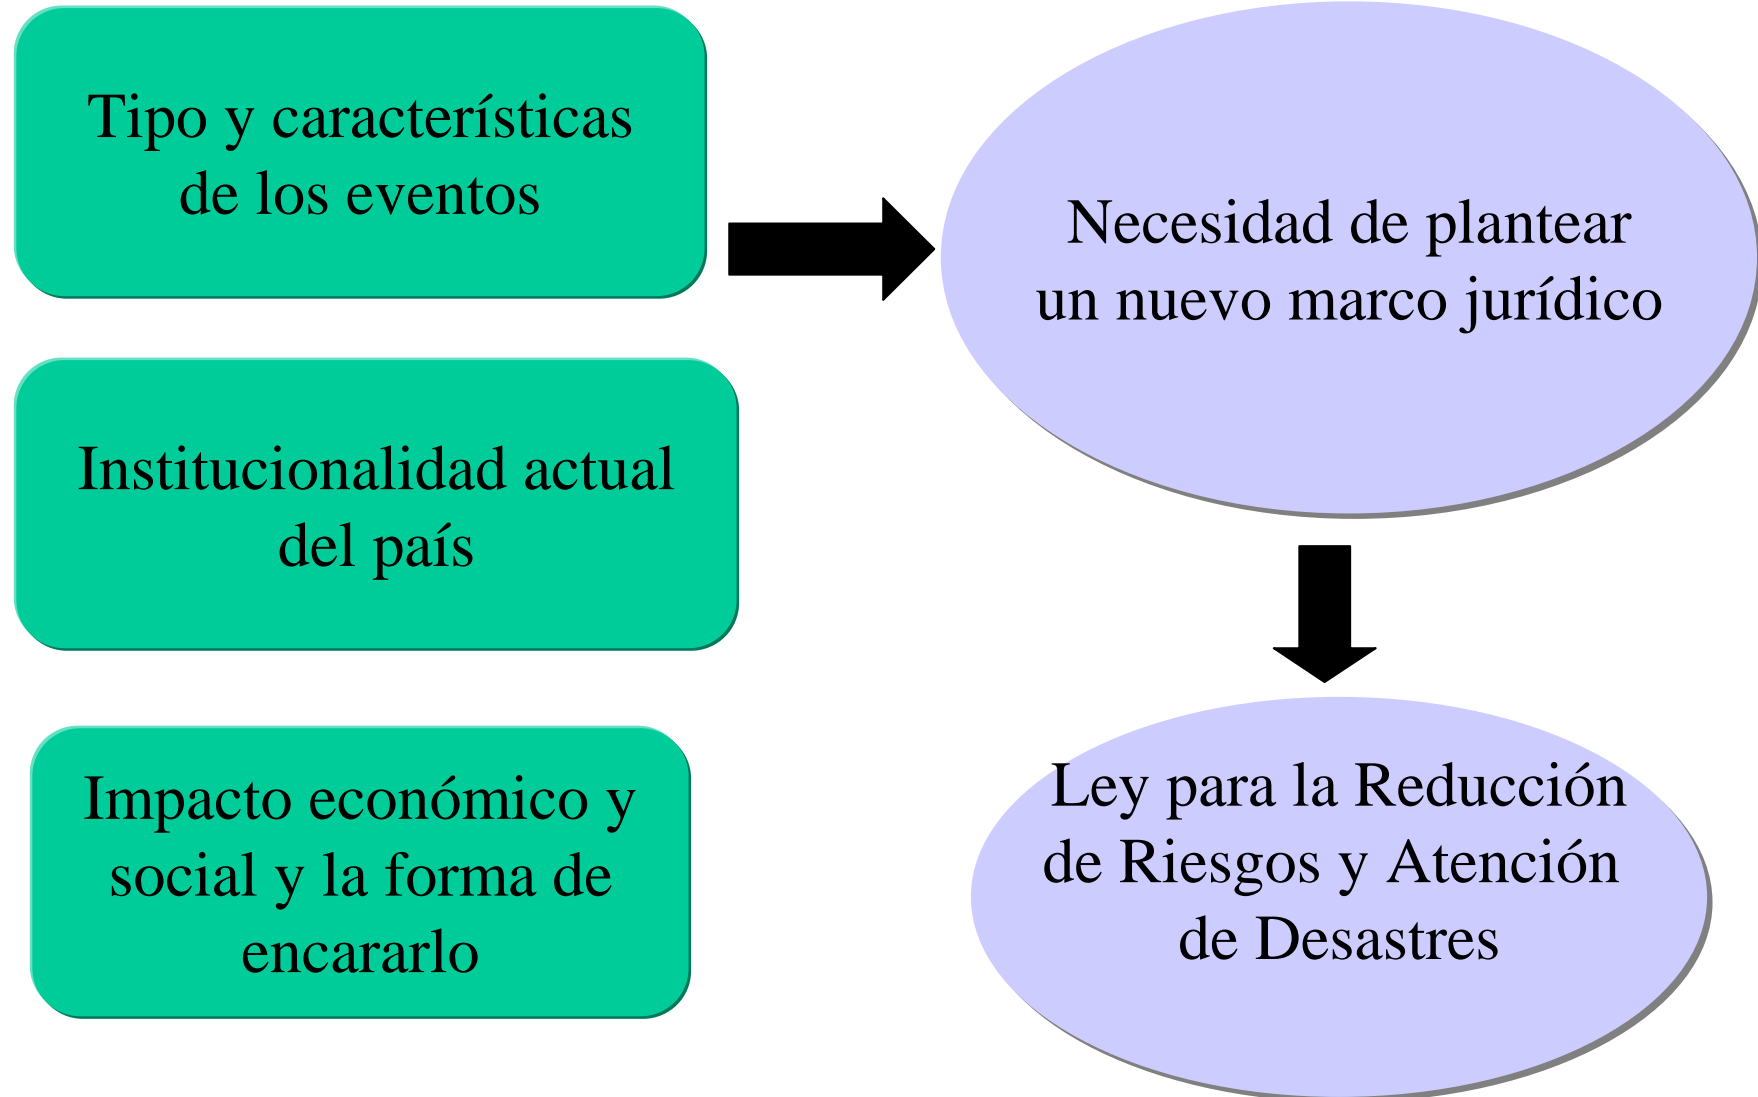 Tipo y características
de los eventos
Necesidad de plantear
un nuevo marco jurídico
Institucionalidad actual
del país
Impacto económico y
social y la forma de
encararlo
Ley para la Reducción
de Riesgos y Atención
de Desastres